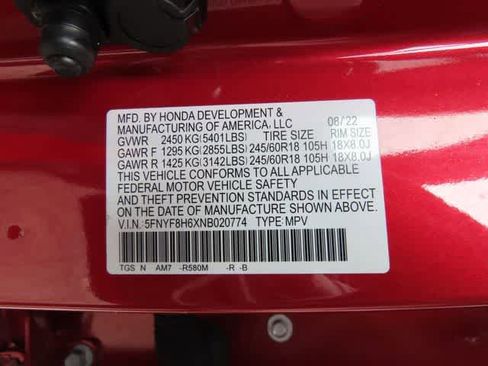 MFD. BY HONDA DEVELOPMENT & 08/22
MANUFACTURING OF AMERICA, LLC
GVWR 2450 KG (5401LBS) TIRE SIZE RIM SIZE
GAWR F 1295 KG (2855LBS) 245/60R18 105H 18X8.0J
GAWR R 1425 KG (3142LBS) 245/60R18 105H 18X8.0J
THIS VEHICLE CONFORMS TO ALL APPLICABLE
FEDERAL MOTOR VEHICLE SAFETY AND
THEFT PREVENTION STANDARDS IN EFFECT ON
THE DATE OF MANUFACTURE SHOWN ABOVE.
V.I.N.: 5FNYF8H6XNB020774 TYPE: MPV
TGS N AM7 -R580M -R -B